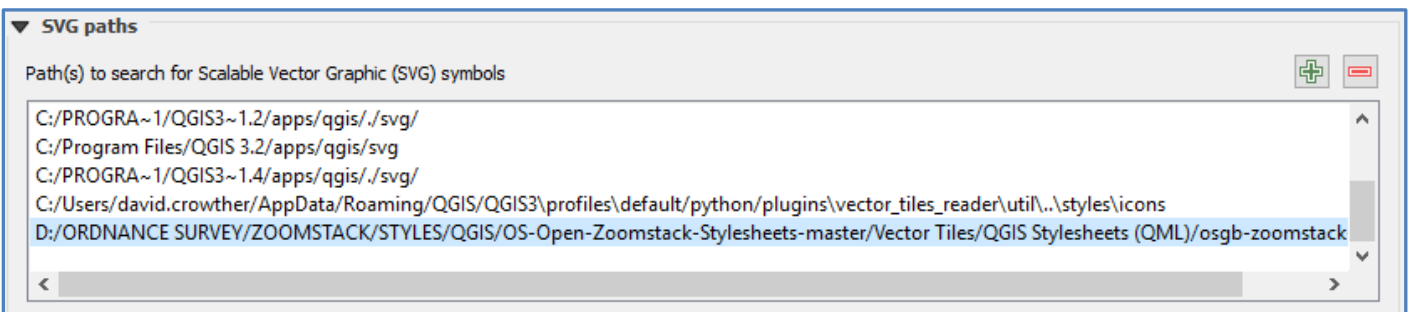 SVG paths
Path(s) to search for Scalable Vector Graphic (SVG) symbols
C:/PROGRA~1/QGIS3~1.2/apps/qgis/./svg/
C:/Program Files/QGIS 3.2/apps/qgis/svg
C:/PROGRA~1/QGIS3~1.4/apps/qgis/./svg/
C:/Users/david.crowther/AppData/Roaming/QGIS/QGIS3\profiles\default/python/plugins\vector_tiles_reader\util\..\styles\icons
D:/ORDNANCE SURVEY/ZOOMSTACK/STYLES/QGIS/OS-Open-Zoomstack-Stylesheets-master/Vector Tiles/QGIS Stylesheets (QML)/osgb-zoomstack